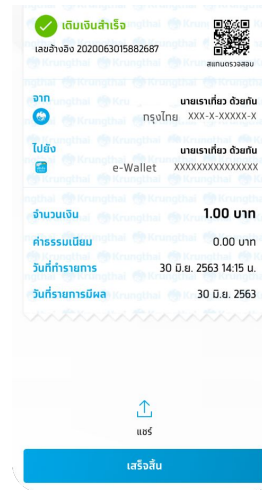 เติมเงินสำเร็จ
เลขอ้างอิง 2020063015882687
สแกนตรวจสอบ
จาก
นายเราเที่ยว ด้วยกัน
กรุงไทย XXX-X-XXXXX-X
ไปยัง
นายเราเที่ยว ด้วยกัน
e-Wallet XXXXXXXXXXXXXXX
จำนวนเงิน 1.00 บาท
ค่าธรรมเนียม 0.00 บาท
วันที่ทำรายการ 30 มิ.ย. 2563 14:15 น.
วันที่รายการมีผล 30 มิ.ย. 2563
แชร์
เสร็จสิ้น